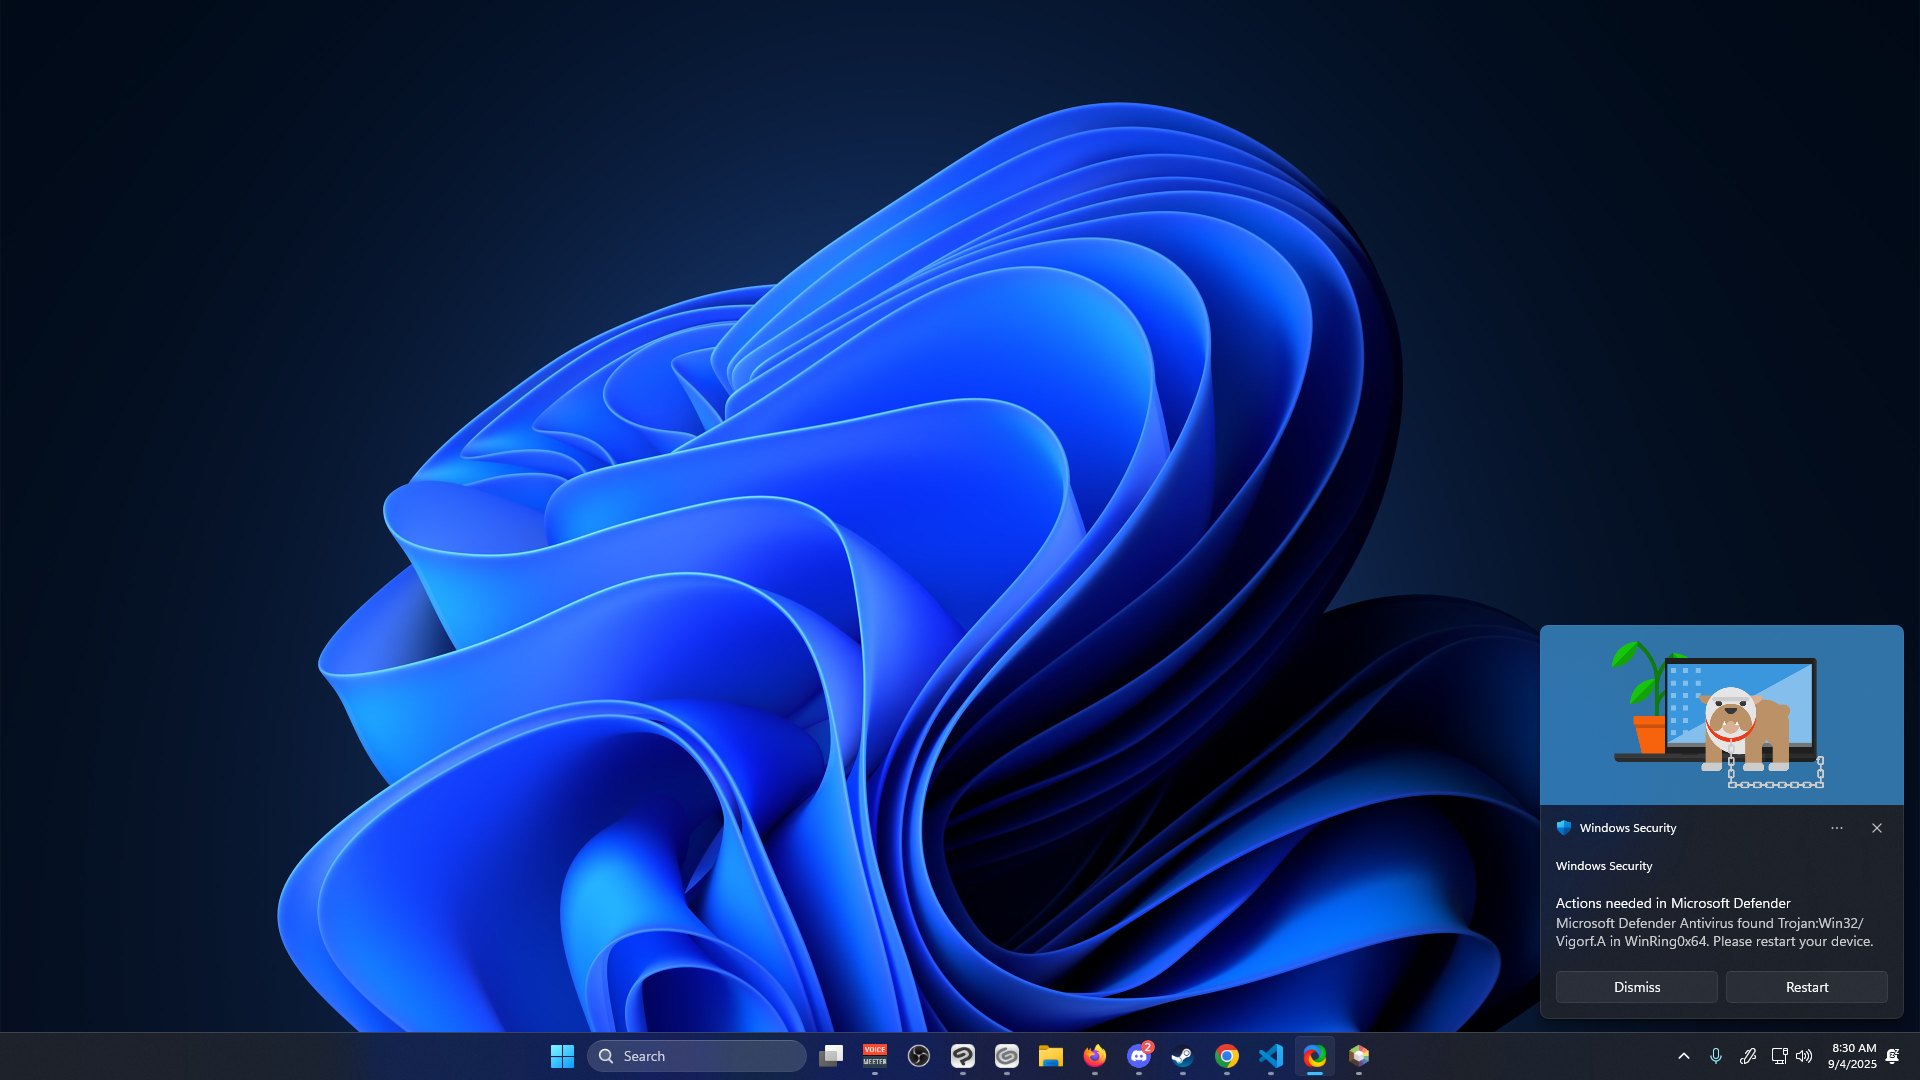 Windows Security
Windows Security
Actions needed in Microsoft Defender
Microsoft Defender Antivirus found Trojan:Win32/
Vigorf.A in WinRing0x64. Please restart your device.
Dismiss
Restart
Search
VOICE
MEETER
2
8:30 AM
9/4/2025